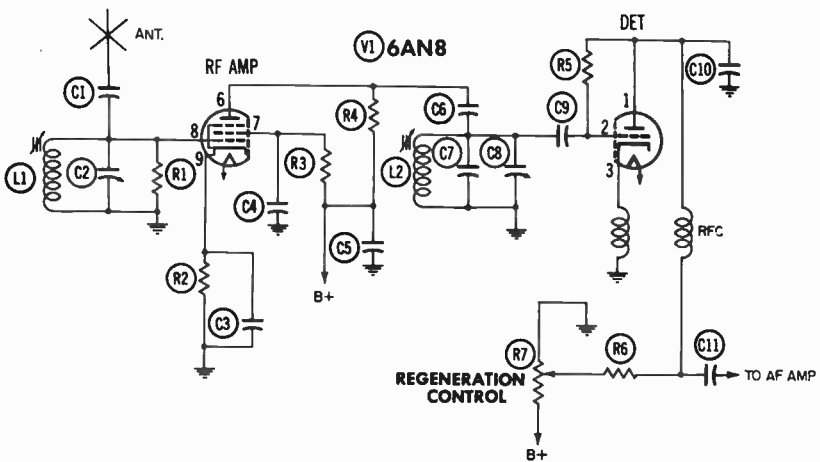 ANT.
V1 6AN8
DET
RF AMP
C1
R5
C10
6
8
7
9
R4
C6
C9
1
2
3
L1
C2
R1
R3
L2
C7
C8
C4
C5
R2
C3
B+
RFC
R7
R6
C11
REGENERATION
CONTROL
TO AF AMP
B+